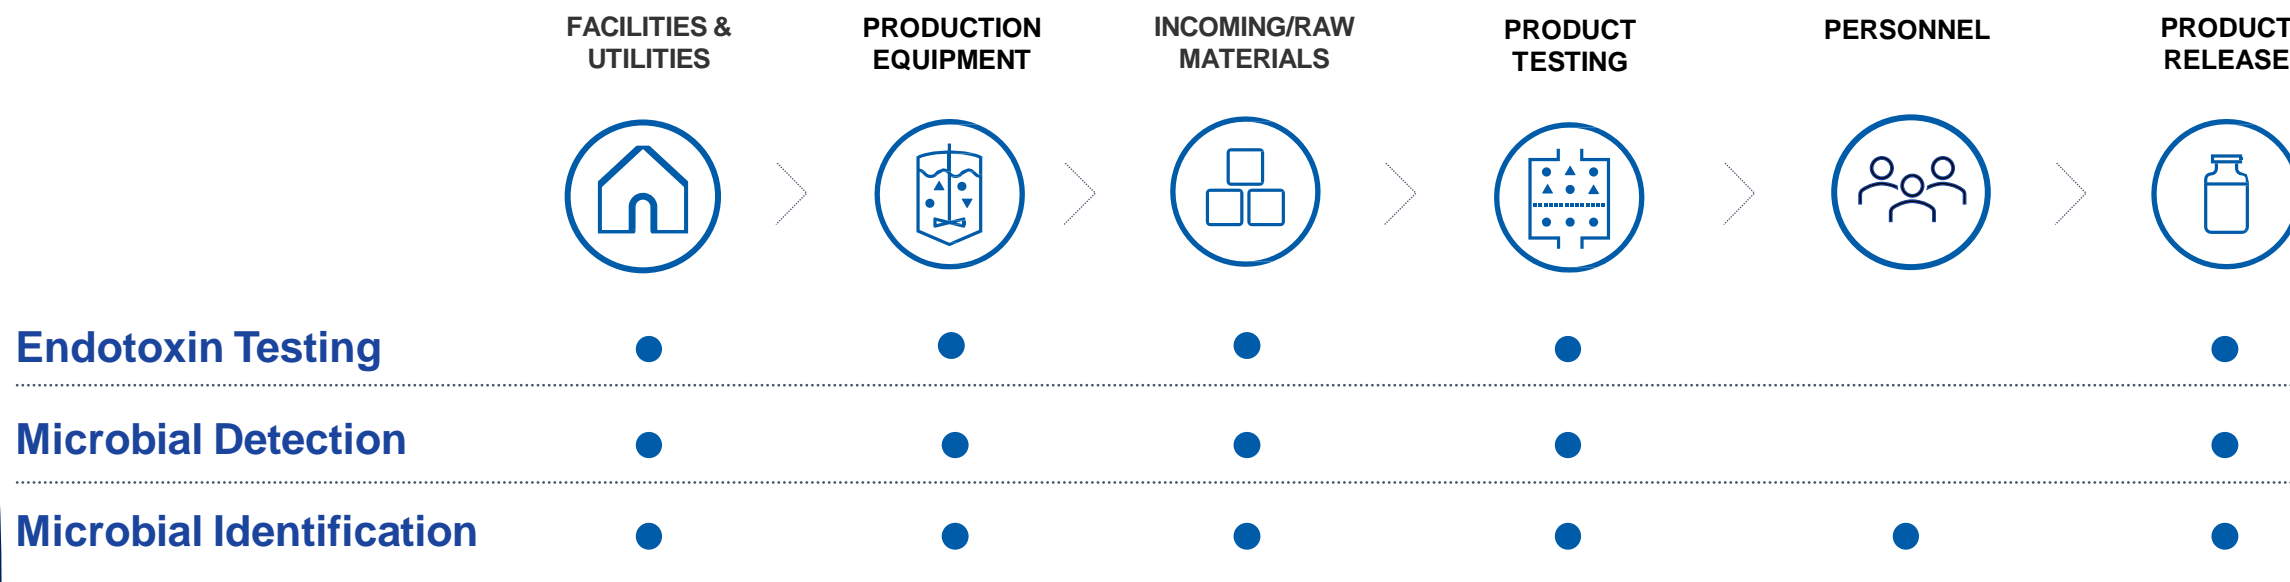 FACILITIES &
UTILITIES
PRODUCTION
EQUIPMENT
INCOMING/RAW
MATERIALS
PRODUCT
TESTING
PERSONNEL
PRODUCT
RELEASE
Endotoxin Testing
Microbial Detection
Microbial Identification